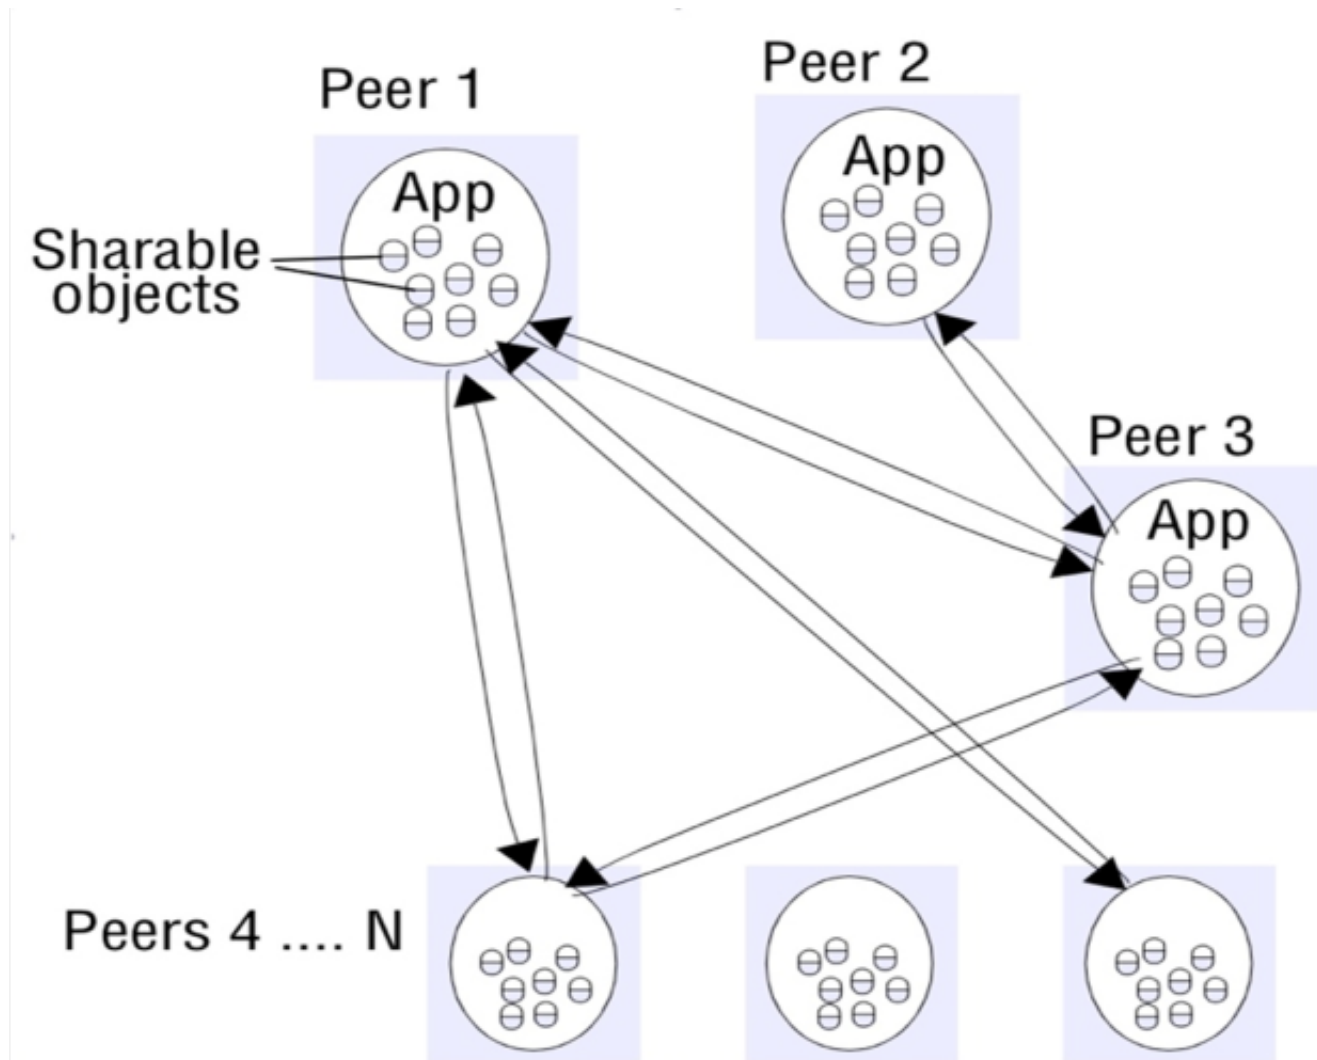 Peer 1
Peer 2
App
App
Sharable
objects
Peer 3
App
Peers 4 .... N